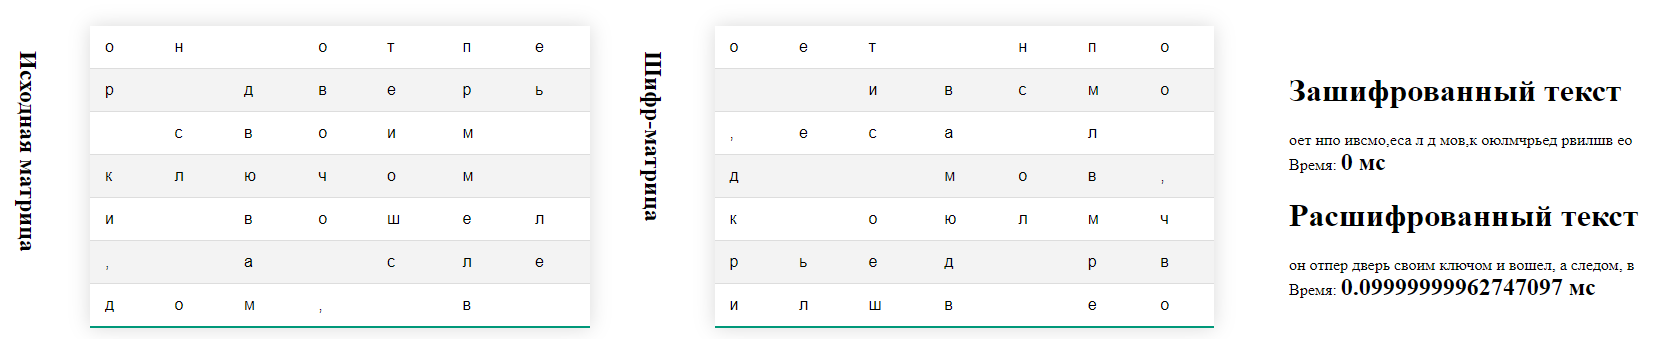 Исходная матрица
о н о т п е
р д в е р ь
с в о и м
к л ю ч о м
и в о ш е л
, а с л е
д о м , в
Шифр-матрица
о е т н п о
и в с м о
, е с а л
д м о в ,
к о ю л м ч
р ь е д р в
и л ш в е о
Зашифрованный текст
оет нпо ивсмо,еса л д мов,к оюлмчрьед рвилшв ео
Время: 0 мс
Расшифрованный текст
он отпер дверь своим ключом и вошел, а следом, в
Время: 0.09999999962747097 мс